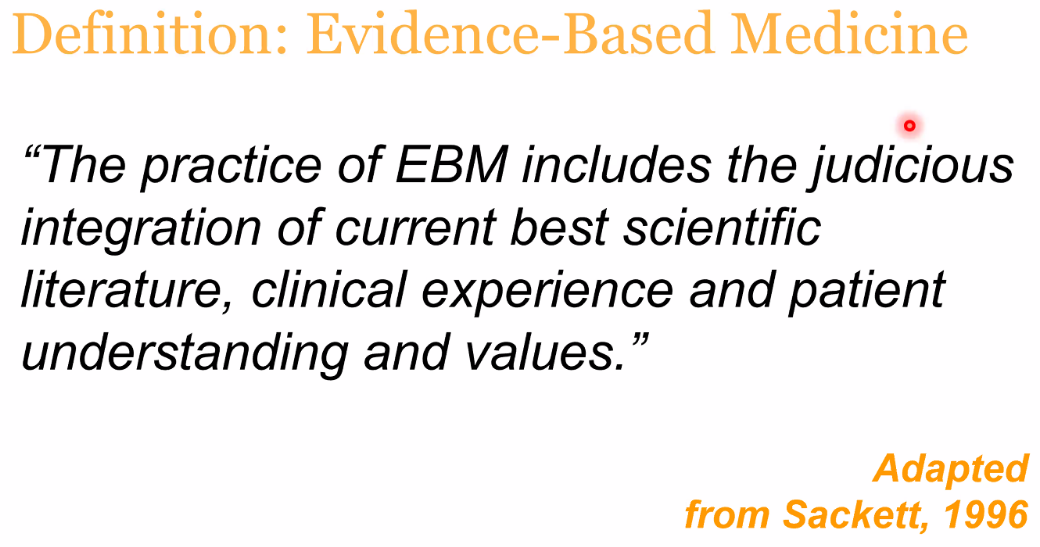 Definition: Evidence-Based Medicine
“The practice of EBM includes the judicious
integration of current best scientific
literature, clinical experience and patient
understanding and values.”
Adapted
from Sackett, 1996